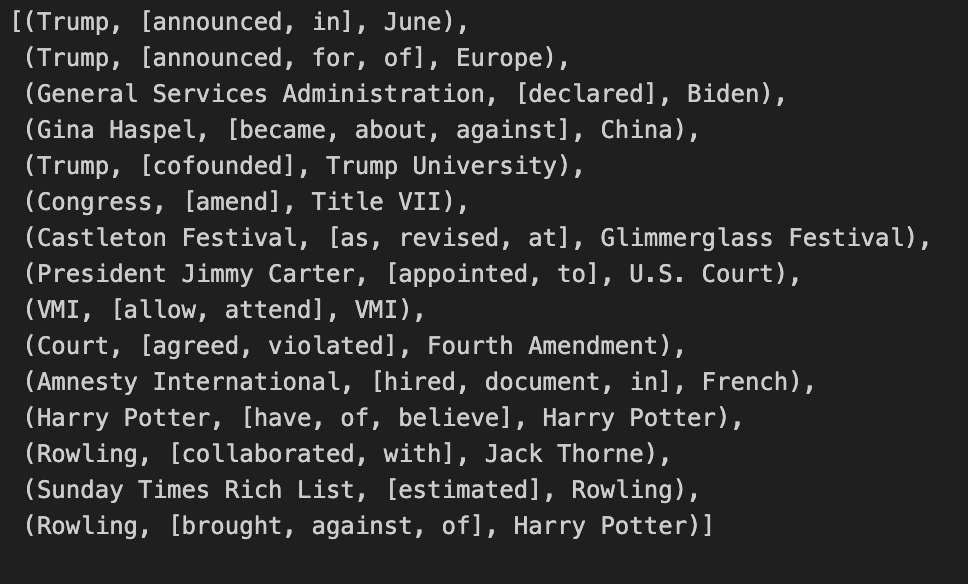 [(Trump, [announced, in], June),
(Trump, [announced, for, of], Europe),
(General Services Administration, [declared], Biden),
(Gina Haspel, [became, about, against], China),
(Trump, [cofounded], Trump University),
(Congress, [amend], Title VII),
(Castleton Festival, [as, revised, at], Glimmerglass Festival),
(President Jimmy Carter, [appointed, to], U.S. Court),
(VMI, [allow, attend], VMI),
(Court, [agreed, violated], Fourth Amendment),
(Amnesty International, [hired, document, in], French),
(Harry Potter, [have, of, believe], Harry Potter),
(Rowling, [collaborated, with], Jack Thorne),
(Sunday Times Rich List, [estimated], Rowling),
(Rowling, [brought, against, of], Harry Potter)]